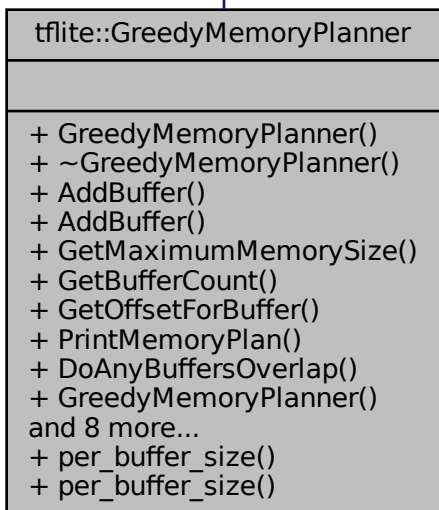 tflite::GreedyMemoryPlanner
+ GreedyMemoryPlanner()
+ ~GreedyMemoryPlanner()
+ AddBuffer()
+ AddBuffer()
+ GetMaximumMemorySize()
+ GetBufferCount()
+ GetOffsetForBuffer()
+ PrintMemoryPlan()
+ DoAnyBuffersOverlap()
+ GreedyMemoryPlanner()
and 8 more...
+ per_buffer_size()
+ per_buffer_size()